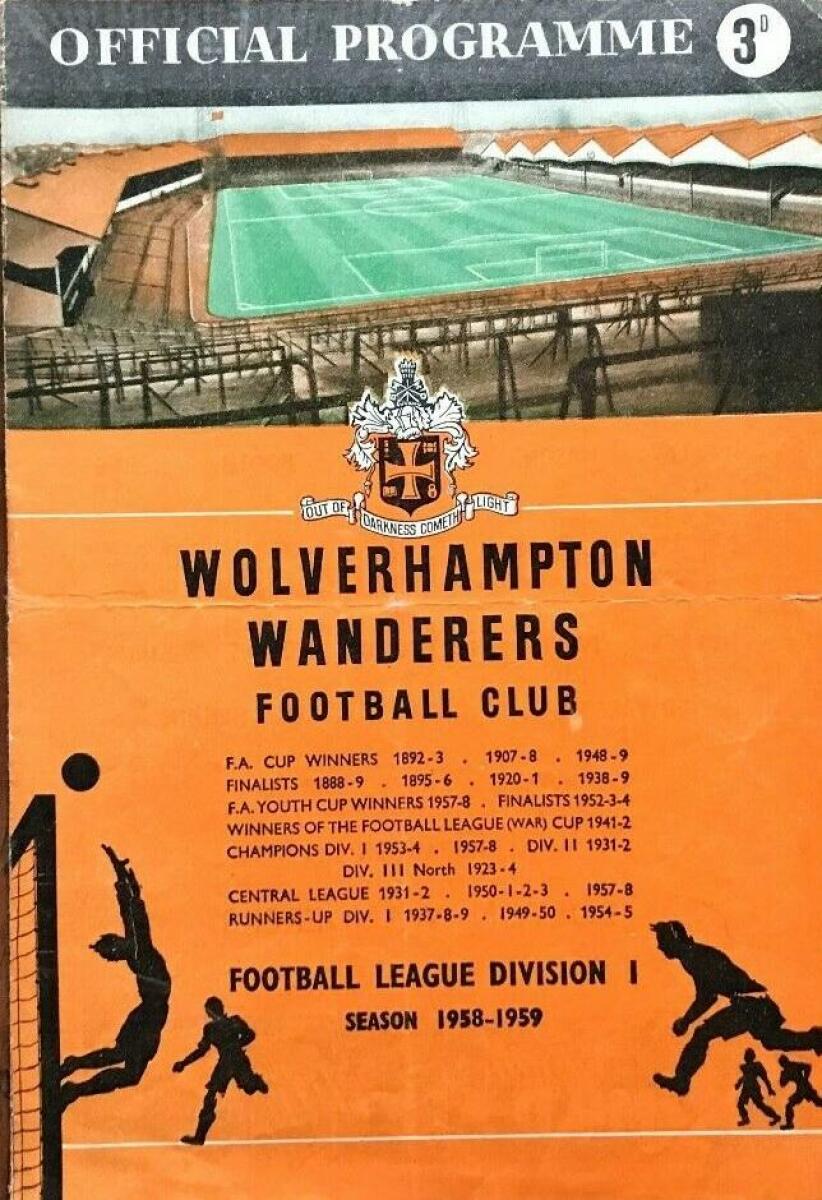 OFFICIAL PROGRAMME 3D
OUT OF DARKNESS COMETH LIGHT
WOLVERHAMPTON
WANDERERS
FOOTBALL CLUB
F.A. CUP WINNERS 1892-3 . 1907-8 . 1948-9
FINALISTS 1888-9 . 1895-6 . 1920-1 . 1938-9
F.A. YOUTH CUP WINNERS 1957-8 . FINALISTS 1952-3-4
WINNERS OF THE FOOTBALL LEAGUE (WAR) CUP 1941-2
CHAMPIONS DIV. I 1953-4 . 1957-8 . DIV. II 1931-2
DIV. III North 1923-4
CENTRAL LEAGUE 1931-2 . 1950-1-2-3 . 1957-8
RUNNERS-UP DIV. I 1937-8-9 . 1949-50 . 1954-5
FOOTBALL LEAGUE DIVISION I
SEASON 1958-1959